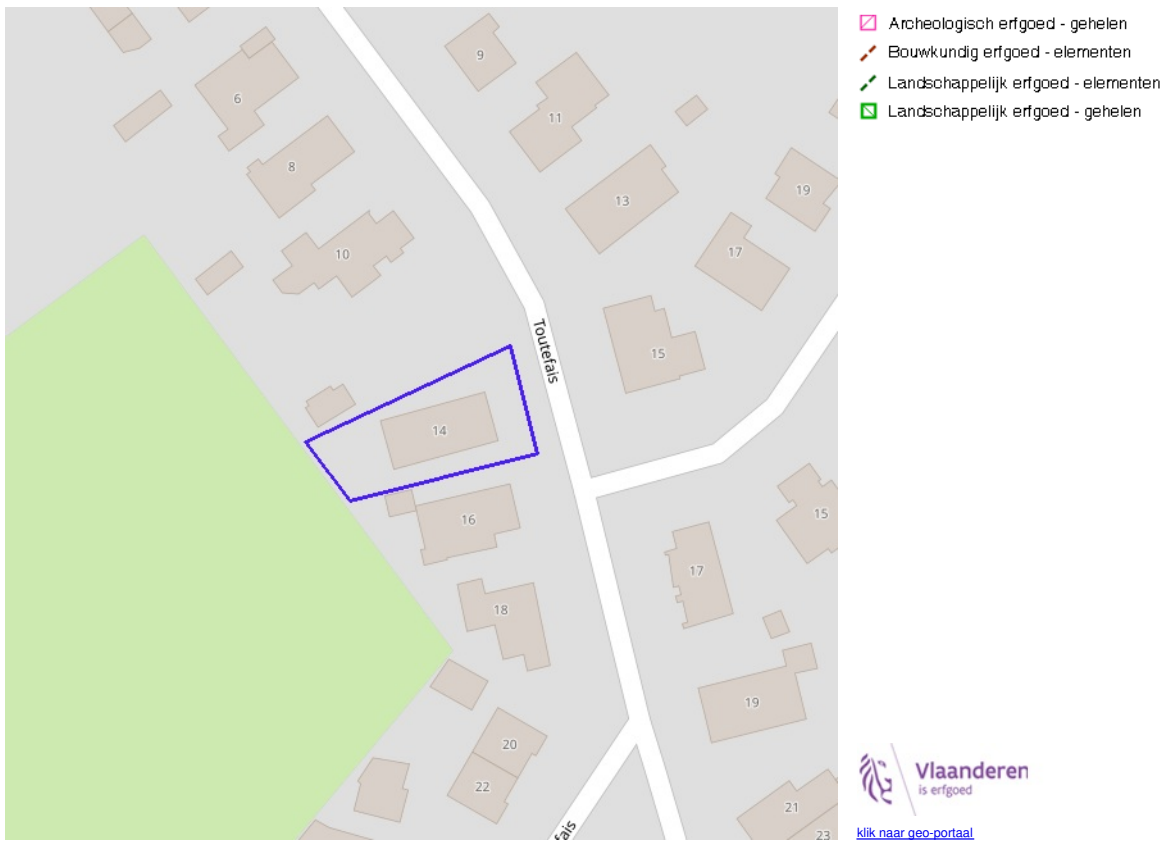 Archeologisch erfgoed - gehelen
Bouwkundig erfgoed - elementen
Landschappelijk erfgoed - elementen
Landschappelijk erfgoed - gehelen
9
6
11
8
13
19
10
17
Toutefais
15
14
16
15
17
18
19
20
22
21
23
fais
Vlaanderen
is erfgoed
klik naar geo-portaal